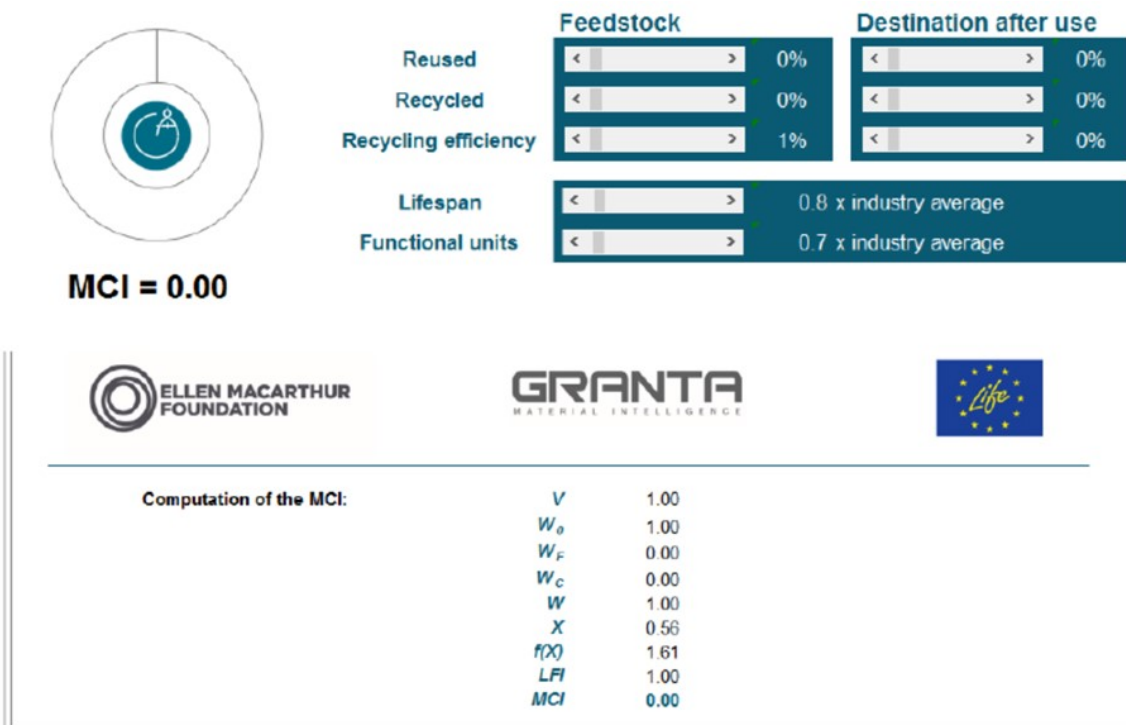 Feedstock Destination after use
Reused < > 0% < > 0%
Recycled < > 0% < > 0%
Recycling efficiency < > 1% < > 0%
Lifespan < > 0.8 x industry average
Functional units < > 0.7 x industry average
MCI = 0.00
ELLEN MACARTHUR
FOUNDATION
GRANTA
MATERIAL INTELLIGENCE
Life
Computation of the MCI: V 1.00
W₀ 1.00
W_F 0.00
W_C 0.00
W 1.00
X 0.56
f(X) 1.61
LFI 1.00
MCI 0.00